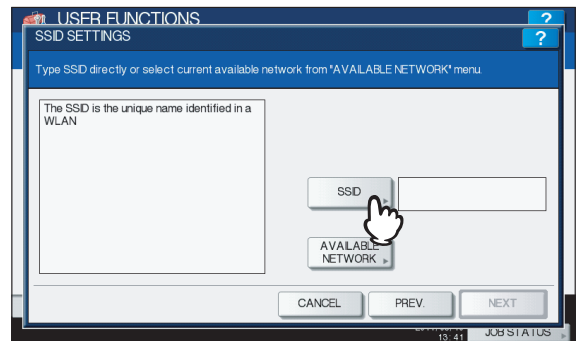 USER FUNCTIONS
?
SSID SETTINGS
?
Type SSID directly or select current available network from "AVAILABLE NETWORK" menu.
The SSID is the unique name identified in a
WLAN
SSID
AVAILABLE
NETWORK
CANCEL
PREV.
NEXT
13:41
JOB STATUS